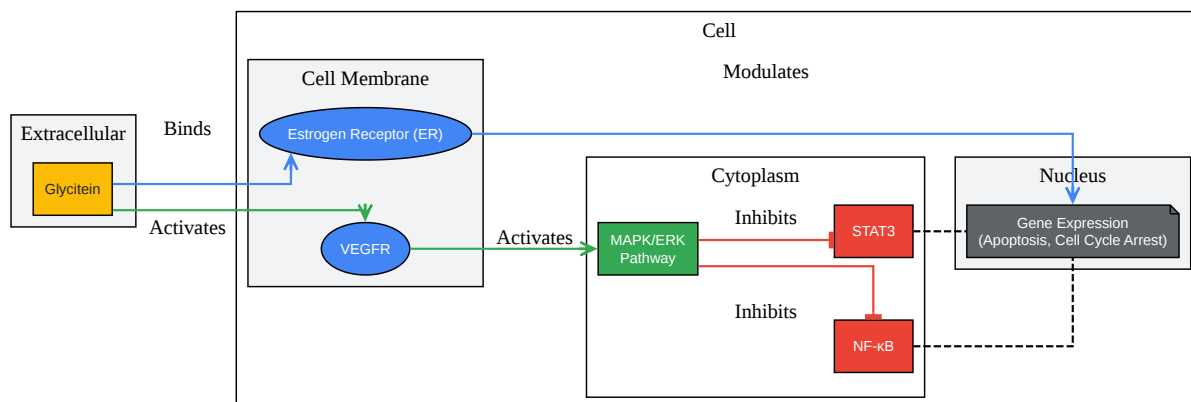 Cell
Modulates
Cell Membrane
Extracellular
Binds
Estrogen Receptor (ER)
Glycitein
Activates
VEGFR
Activates
Cytoplasm
Inhibits
MAPK/ERK
Pathway
STAT3
Inhibits
NF-κB
Nucleus
Gene Expression
(Apoptosis, Cell Cycle Arrest)